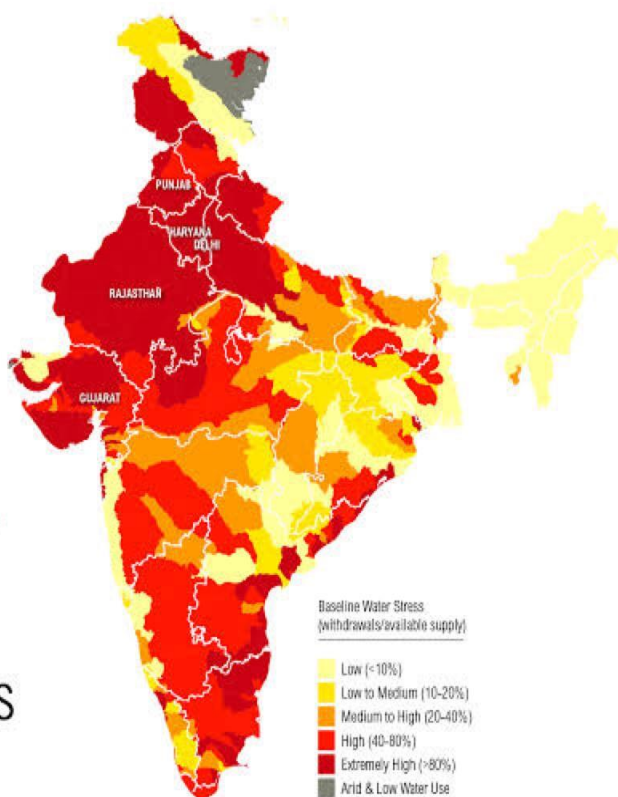 PUNJAB
HARYANA
DELHI
RAJASTHAN
GUJARAT
Baseline Water Stress
(withdrawals/available supply)
Low (<10%)
Low to Medium (10-20%)
Medium to High (20-40%)
High (40-80%)
Extremely High (>80%)
Arid & Low Water Use
S